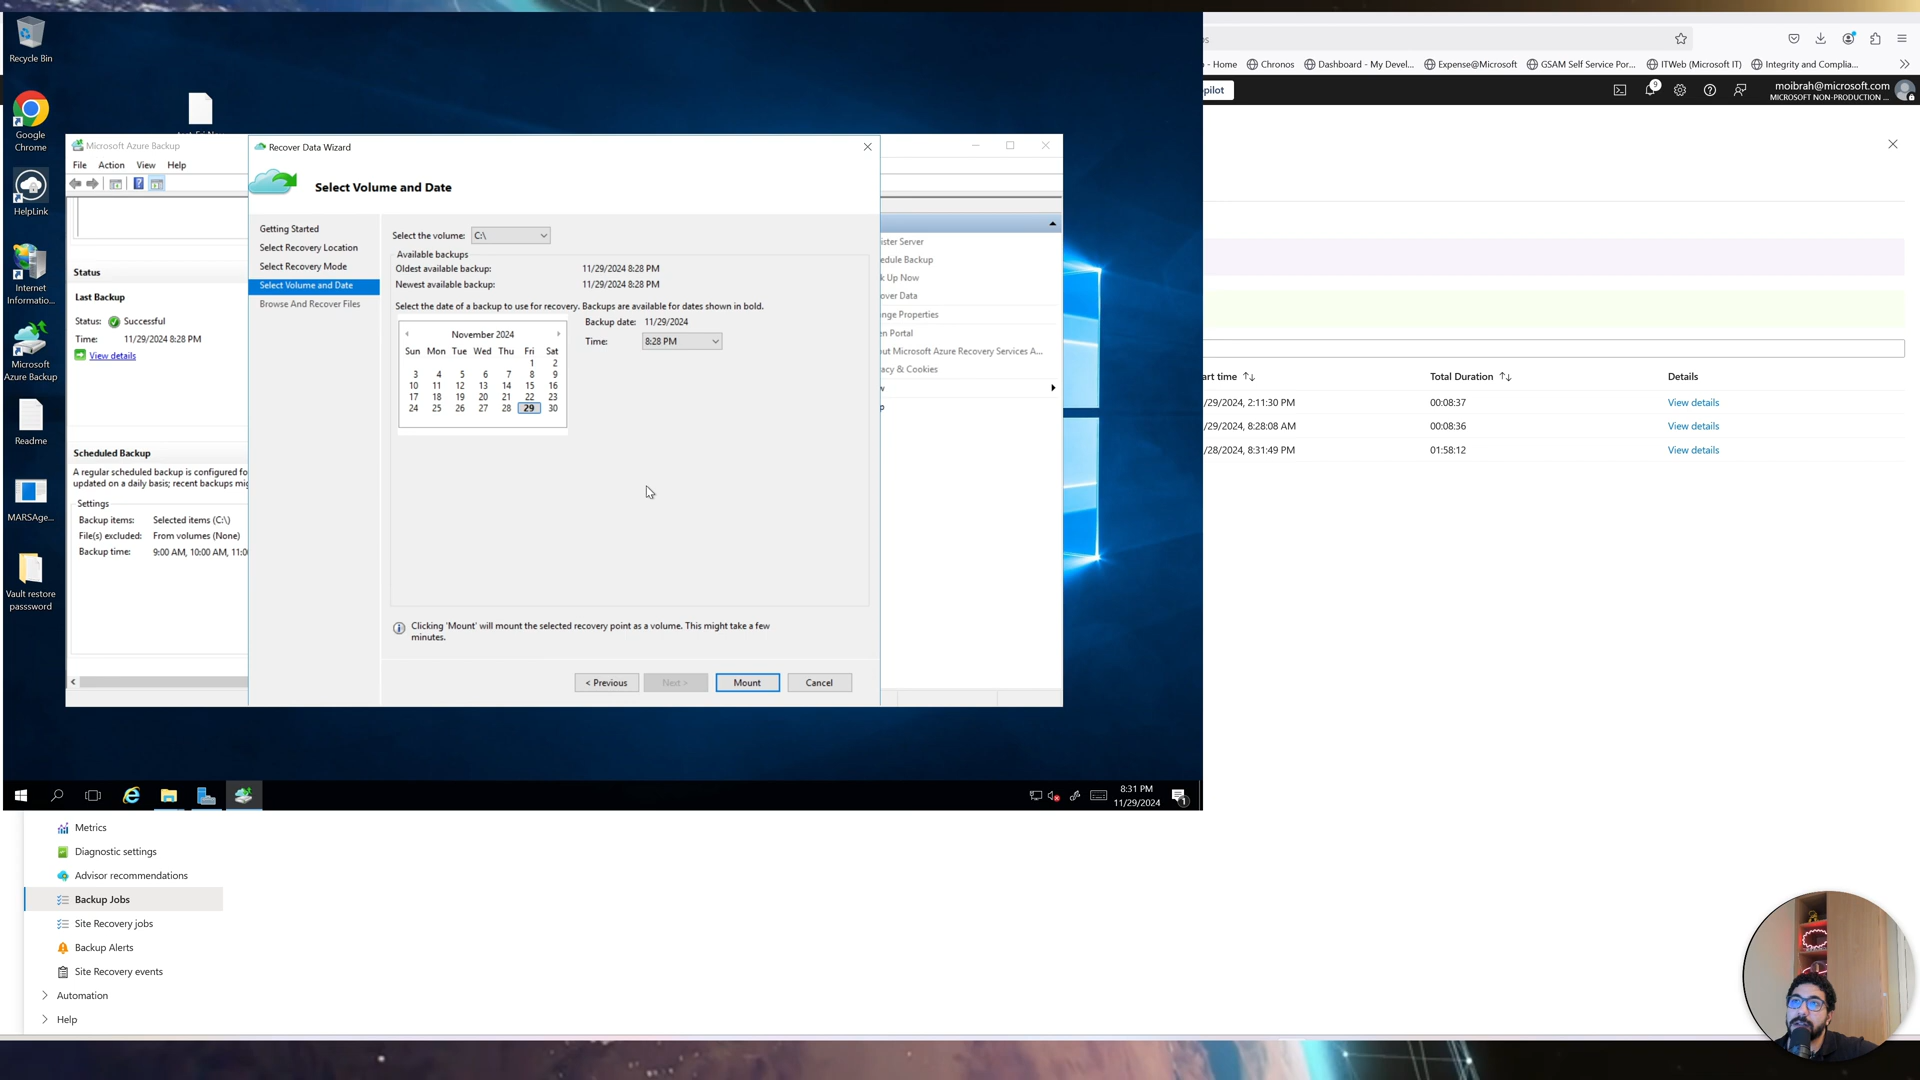 Recycle Bin
Google
Chrome
HelpLink
Internet
Informatio...
Microsoft
Azure Backup
Readme
MARSAge...
Vault restore
passsword
Microsoft Azure Backup
File Action View Help
Status
Last Backup
Status: Successful
Time: 11/29/2024 8:28 PM
View details
Scheduled Backup
A regular scheduled backup is configured fo
updated on a daily basis; recent backups mig
Settings
Backup items: Selected items (C:\)
File(s) excluded: From volumes (None)
Backup time: 9:00 AM, 10:00 AM, 11:0
Recover Data Wizard
Select Volume and Date
Getting Started
Select Recovery Location
Select Recovery Mode
Select Volume and Date
Browse And Recover Files
Select the volume: C:\
Available backups
Oldest available backup: 11/29/2024 8:28 PM
Newest available backup: 11/29/2024 8:28 PM
Select the date of a backup to use for recovery. Backups are available for dates shown in bold.
Backup date: 11/29/2024
Time: 8:28 PM
November 2024
Sun Mon Tue Wed Thu Fri Sat
1 2
3 4 5 6 7 8 9
10 11 12 13 14 15 16
17 18 19 20 21 22 23
24 25 26 27 28 29 30
Clicking 'Mount' will mount the selected recovery point as a volume. This might take a few
minutes.
< Previous Next > Mount Cancel
ister Server
edule Backup
k Up Now
over Data
nge Properties
en Portal
ut Microsoft Azure Recovery Services A...
acy & Cookies
w
p
8:31 PM
11/29/2024
1
- Home Chronos Dashboard - My Devel... Expense@Microsoft GSAM Self Service Por... ITWeb (Microsoft IT) Integrity and Complia...
pilot
9
moibrah@microsoft.com
MICROSOFT NON-PRODUCTION ...
art time Total Duration Details
/29/2024, 2:11:30 PM 00:08:37 View details
/29/2024, 8:28:08 AM 00:08:36 View details
/28/2024, 8:31:49 PM 01:58:12 View details
Metrics
Diagnostic settings
Advisor recommendations
Backup Jobs
Site Recovery jobs
Backup Alerts
Site Recovery events
Automation
Help